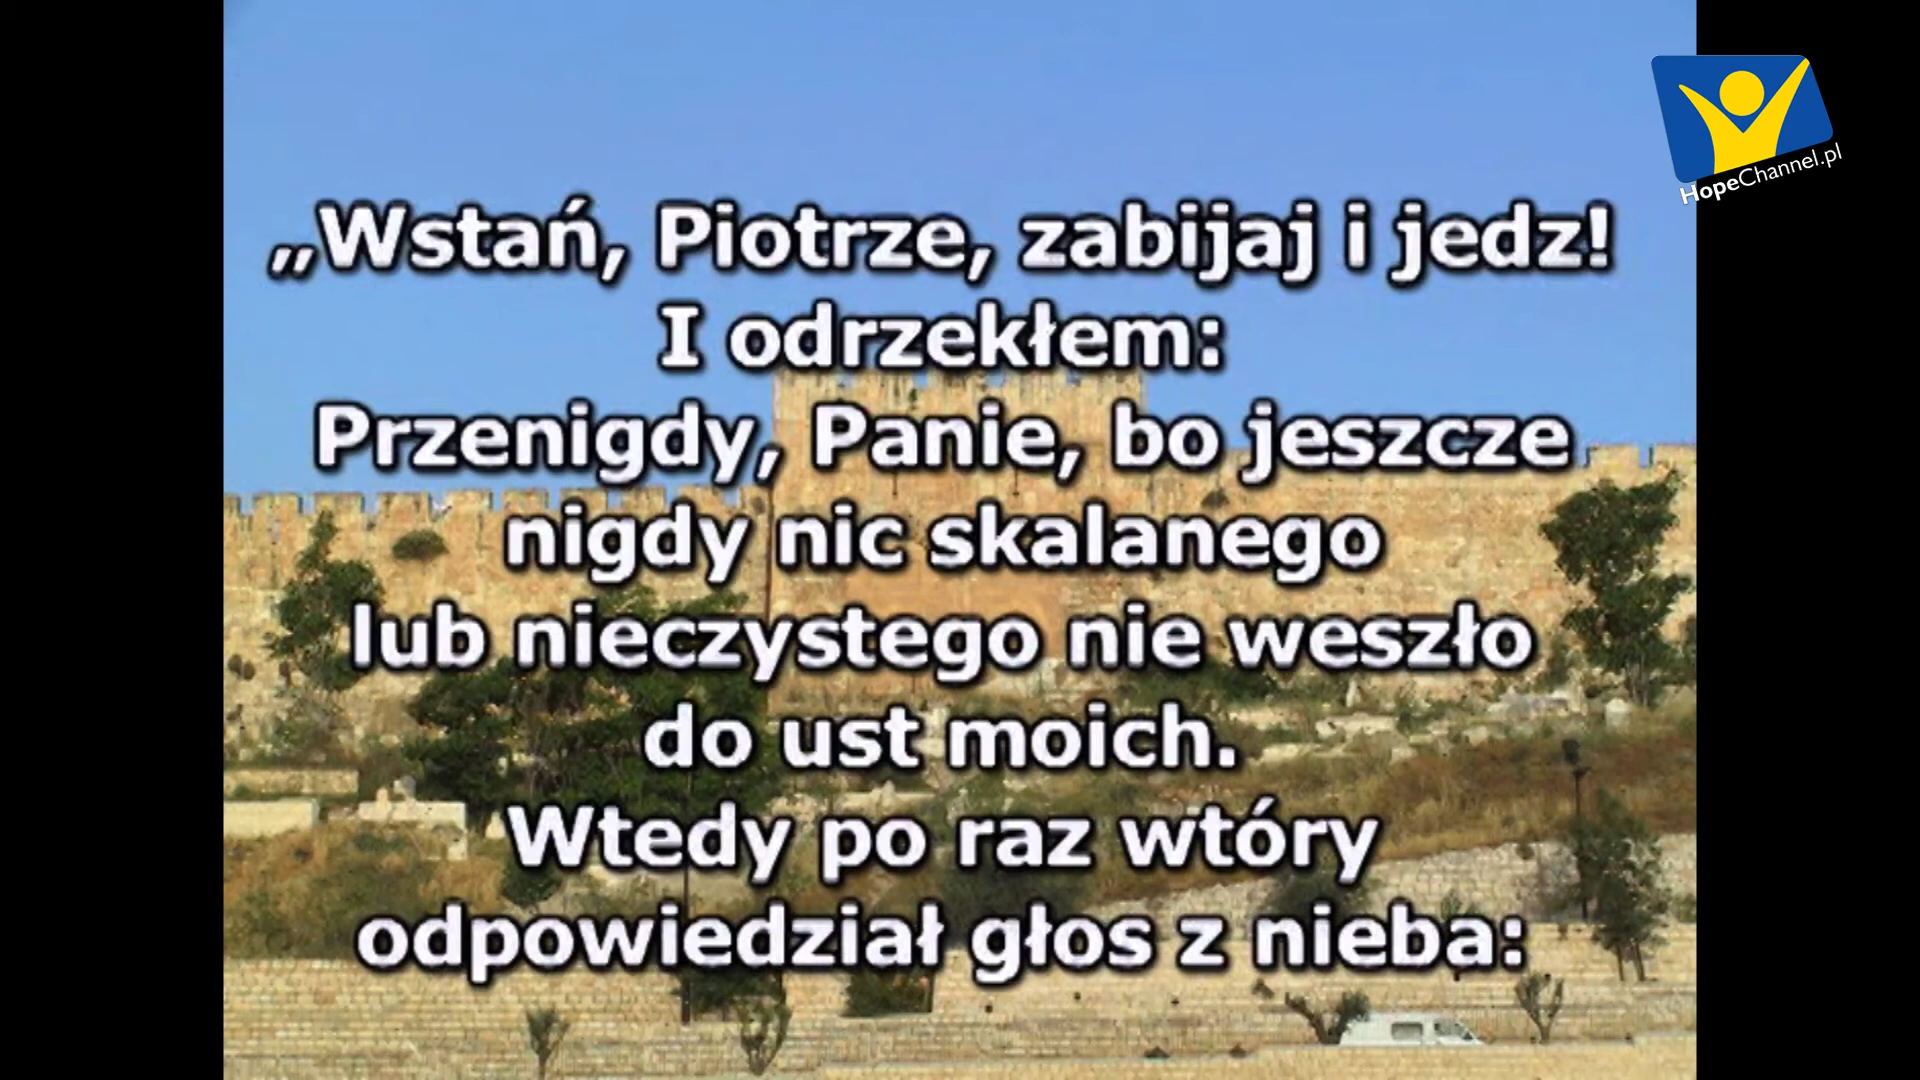 „Wstań, Piotrze, zabijaj i jedz!
I odrzekłem:
Przenigdy, Panie, bo jeszcze
nigdy nic skalanego
lub nieczystego nie weszło
do ust moich.
Wtedy po raz wtóry
odpowiedział głos z nieba:
HopeChannel.pl